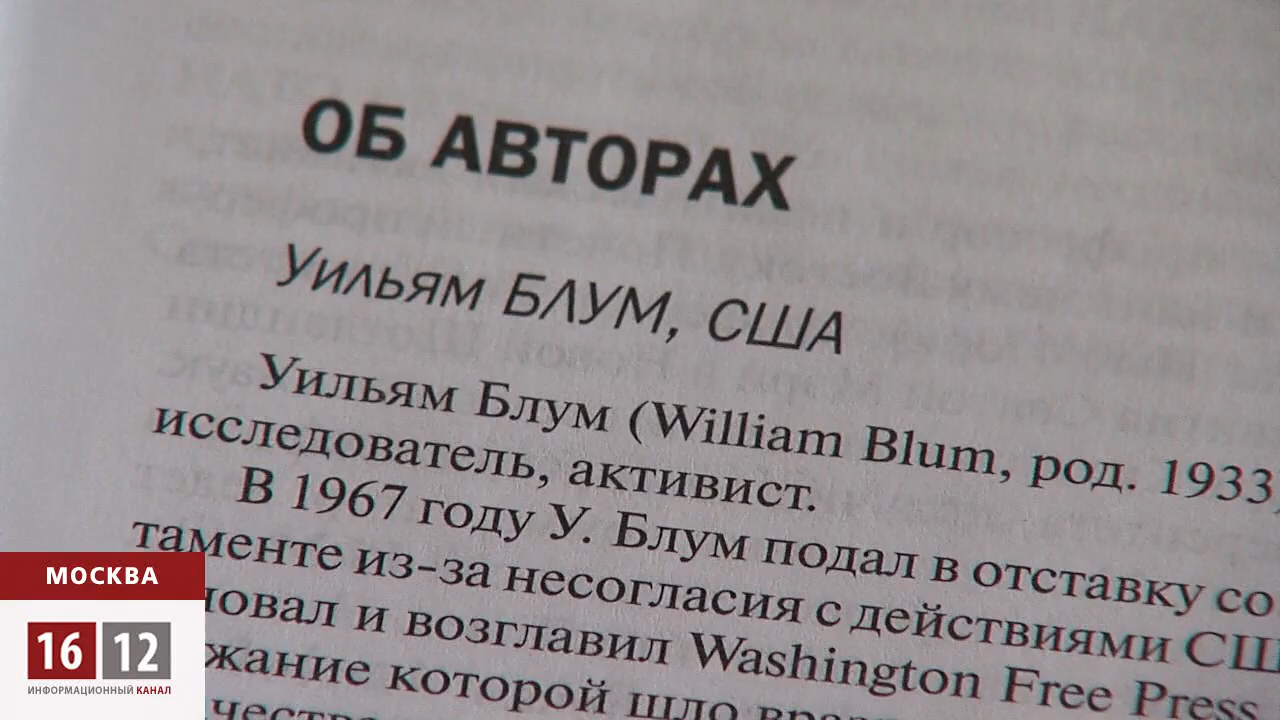 ОБ АВТОРАХ
Уильям БЛУМ, США
Уильям Блум (William Blum, род. 1933,
исследователь, активист.
В 1967 году У. Блум подал в отставку со
таменте из-за несогласия с действиями СШ
новал и возглавил Washington Free Press
жание которой шло
МОСКВА
16 12
ИНФОРМАЦИОННЫЙ КАНАЛ